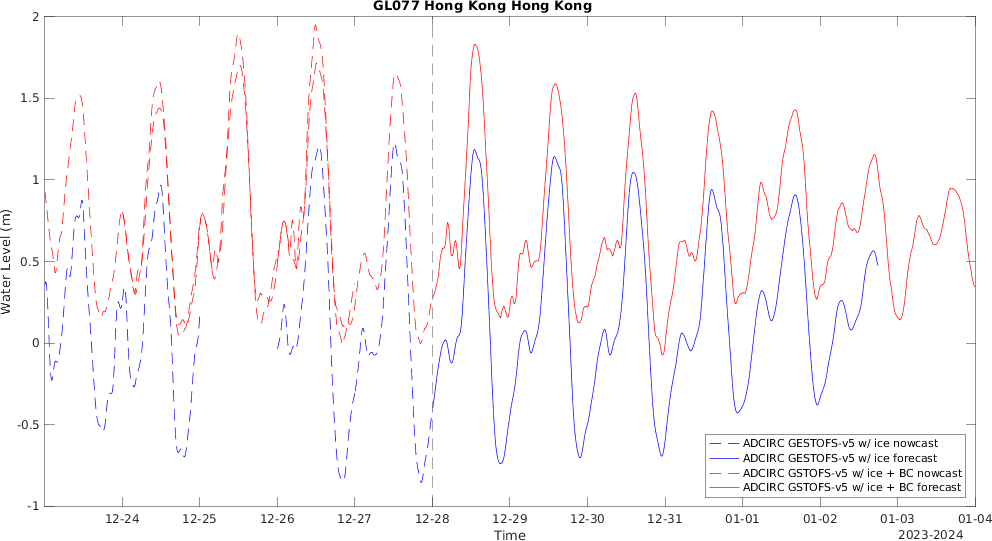 GL077 Hong Kong Hong Kong
2
1.5
1
0.5
0
-0.5
-1
Water Level (m)
ADCIRC GESTOFS-v5 w/ ice nowcast
ADCIRC GESTOFS-v5 w/ ice forecast
ADCIRC GSTOFS-v5 w/ ice + BC nowcast
ADCIRC GSTOFS-v5 w/ ice + BC forecast
12-24 12-25 12-26 12-27 12-28 12-29 12-30 12-31 01-01 01-02 01-03 01-04
Time
2023-2024